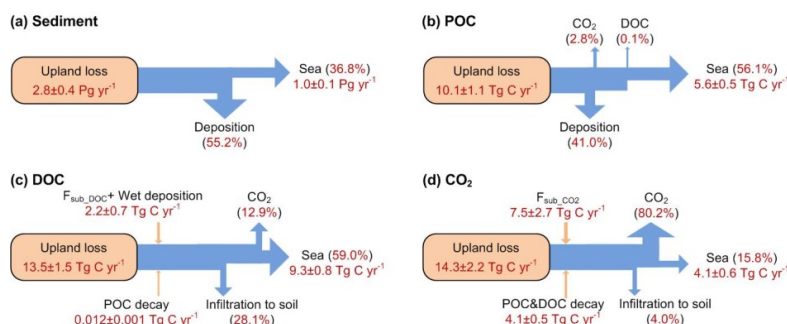 (a) Sediment
Upland loss
2.8±0.4 Pg yr⁻¹
Sea (36.8%)
1.0±0.1 Pg yr⁻¹
Deposition
(55.2%)
(b) POC
CO₂
(2.8%)
DOC
(0.1%)
Upland loss
10.1±1.1 Tg C yr⁻¹
Sea (56.1%)
5.6±0.5 Tg C yr⁻¹
Deposition
(41.0%)
(c) DOC
F_sub_DOC + Wet deposition
2.2±0.7 Tg C yr⁻¹
CO₂
(12.9%)
Upland loss
13.5±1.5 Tg C yr⁻¹
Sea (59.0%)
9.3±0.8 Tg C yr⁻¹
POC decay
0.012±0.001 Tg C yr⁻¹
Infiltration to soil
(28.1%)
(d) CO₂
F_sub_CO2
7.5±2.7 Tg C yr⁻¹
CO₂
(80.2%)
Upland loss
14.3±2.2 Tg C yr⁻¹
Sea (15.8%)
4.1±0.6 Tg C yr⁻¹
POC&DOC decay
4.1±0.5 Tg C yr⁻¹
Infiltration to soil
(4.0%)